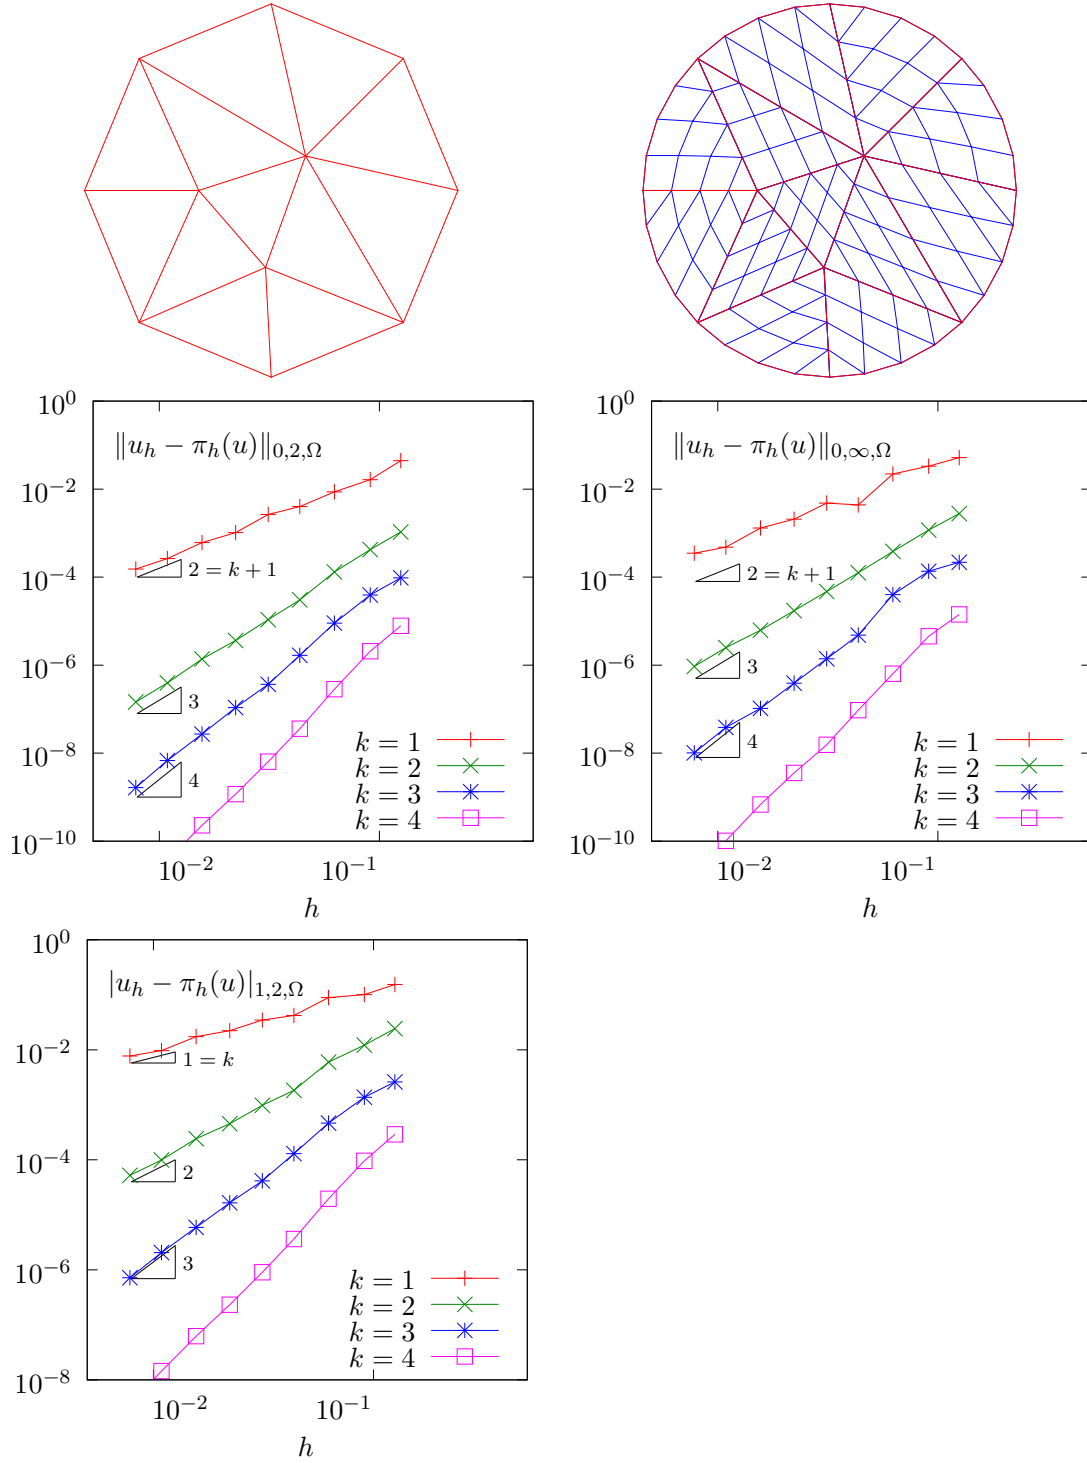 10^0
10^−2
10^−4
10^−6
10^−8
10^−10
‖u_h − π_h(u)‖_{0,2,Ω}
2 = k + 1
3
4
k = 1
k = 2
k = 3
k = 4
10^−2
10^−1
h
10^0
10^−2
10^−4
10^−6
10^−8
10^−10
‖u_h − π_h(u)‖_{0,∞,Ω}
2 = k + 1
3
4
k = 1
k = 2
k = 3
k = 4
10^−2
10^−1
h
10^0
10^−2
10^−4
10^−6
10^−8
|u_h − π_h(u)|_{1,2,Ω}
1 = k
2
3
k = 1
k = 2
k = 3
k = 4
10^−2
10^−1
h